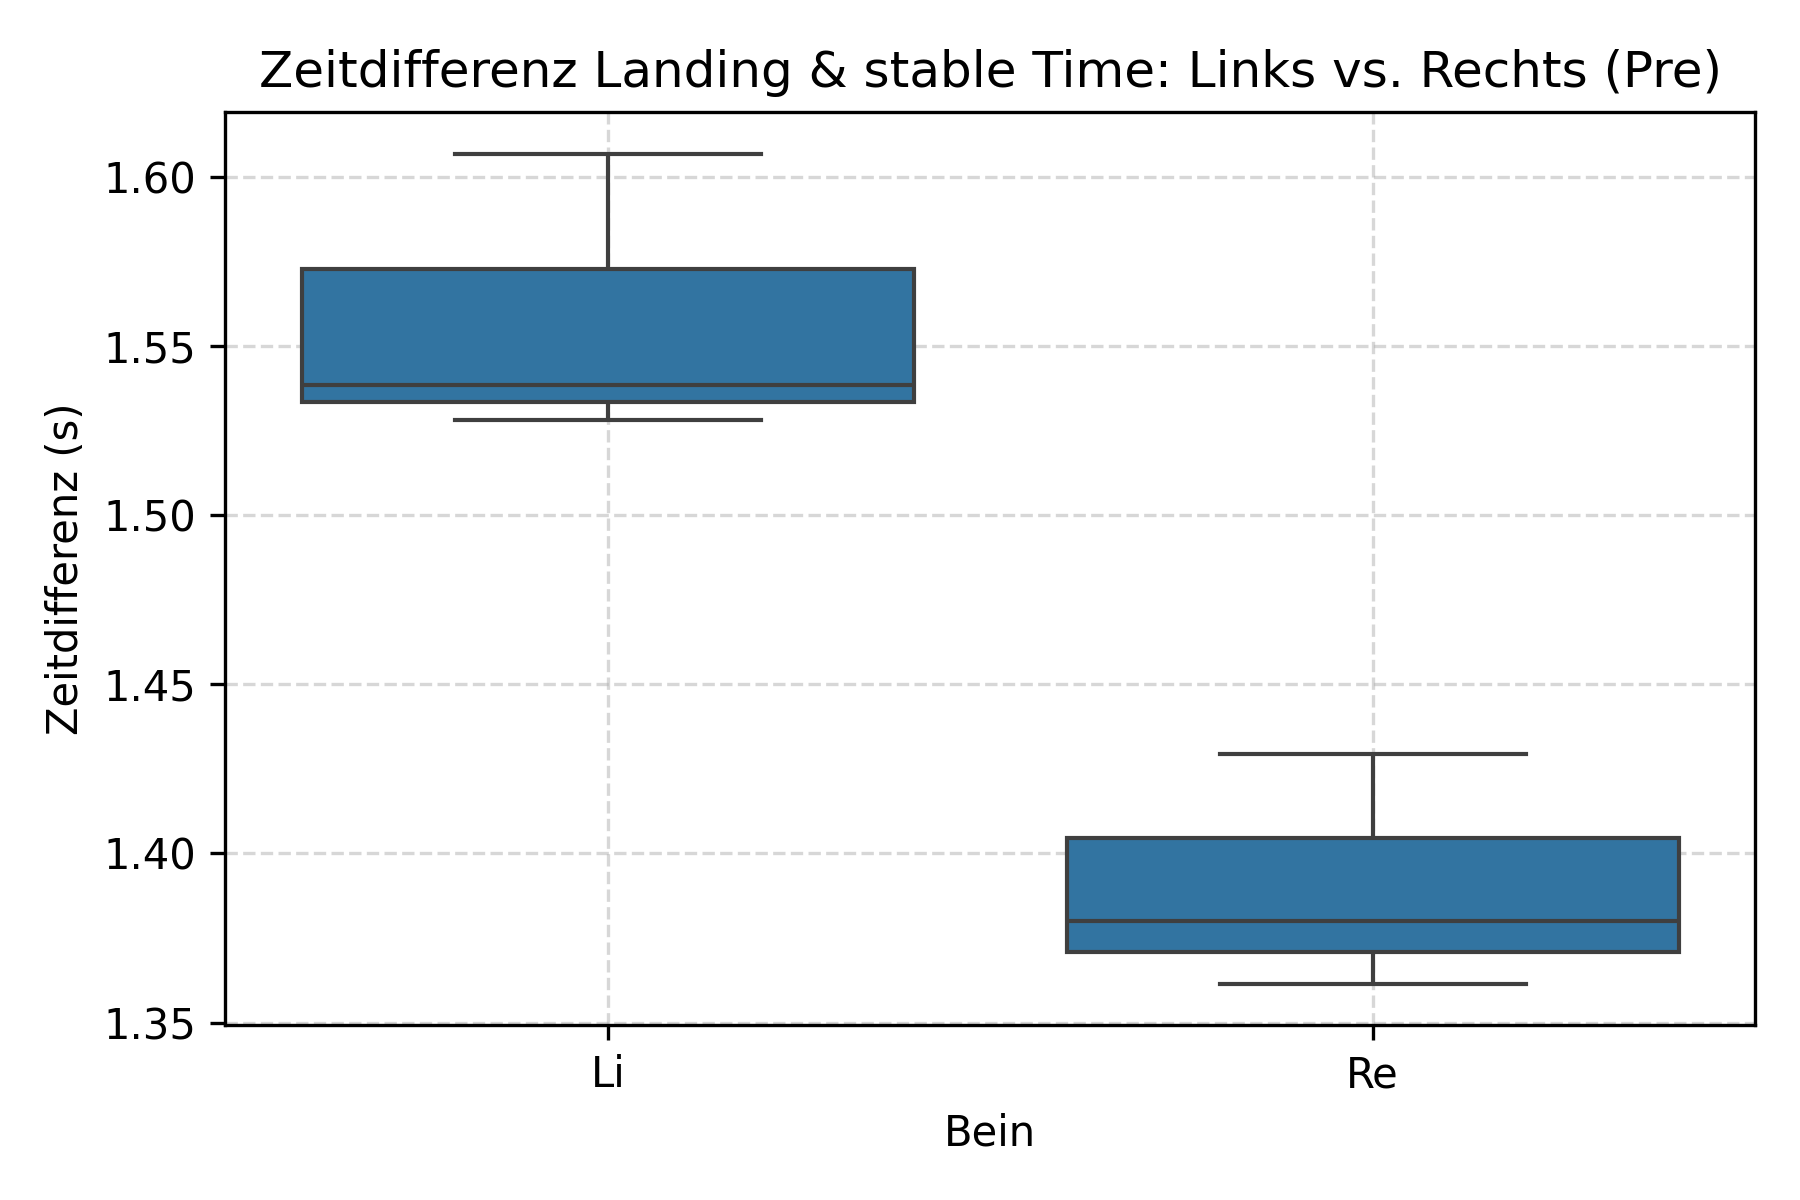 Zeitdifferenz Landing & stable Time: Links vs. Rechts (Pre)
Zeitdifferenz (s)
1.60
1.55
1.50
1.45
1.40
1.35
Li
Re
Bein